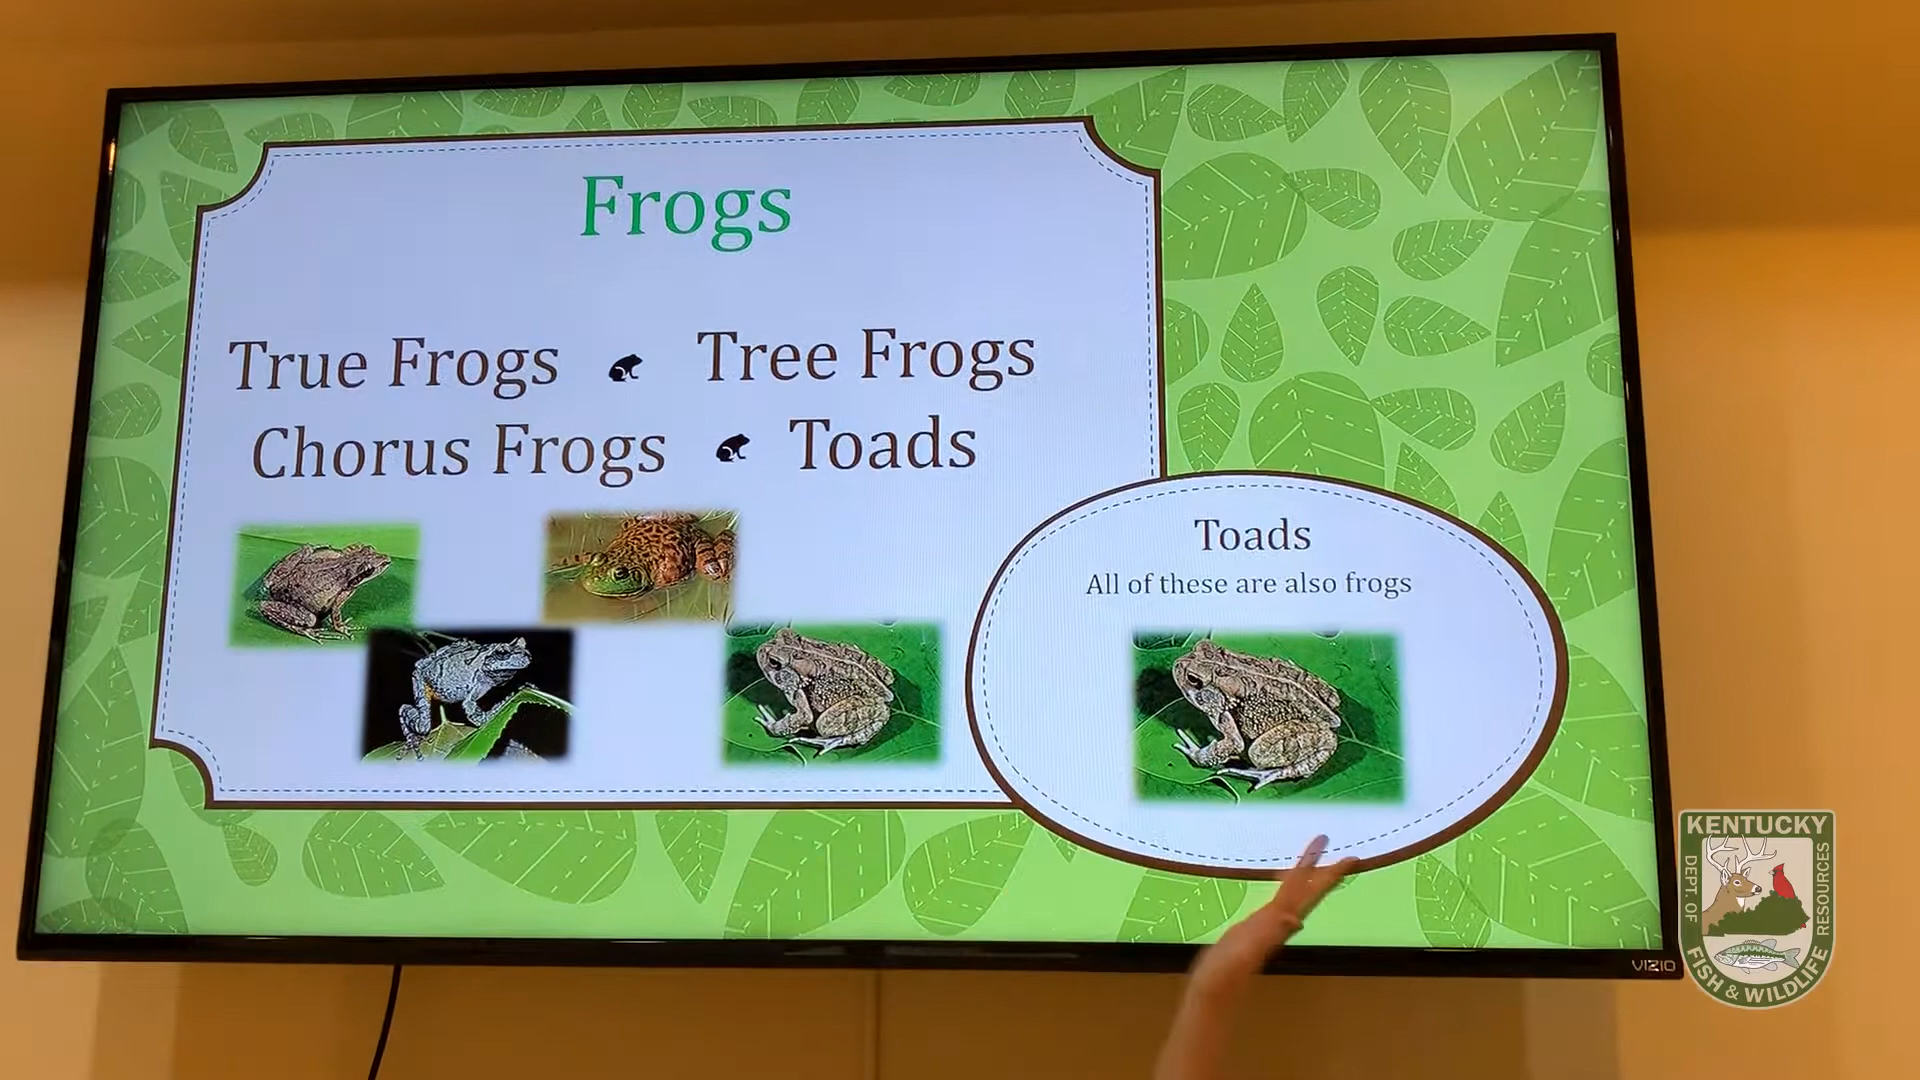 Frogs
True Frogs Tree Frogs
Chorus Frogs Toads
Toads
All of these are also frogs
VIZIO
KENTUCKY
DEPT. OF
FISH & WILDLIFE
RESOURCES